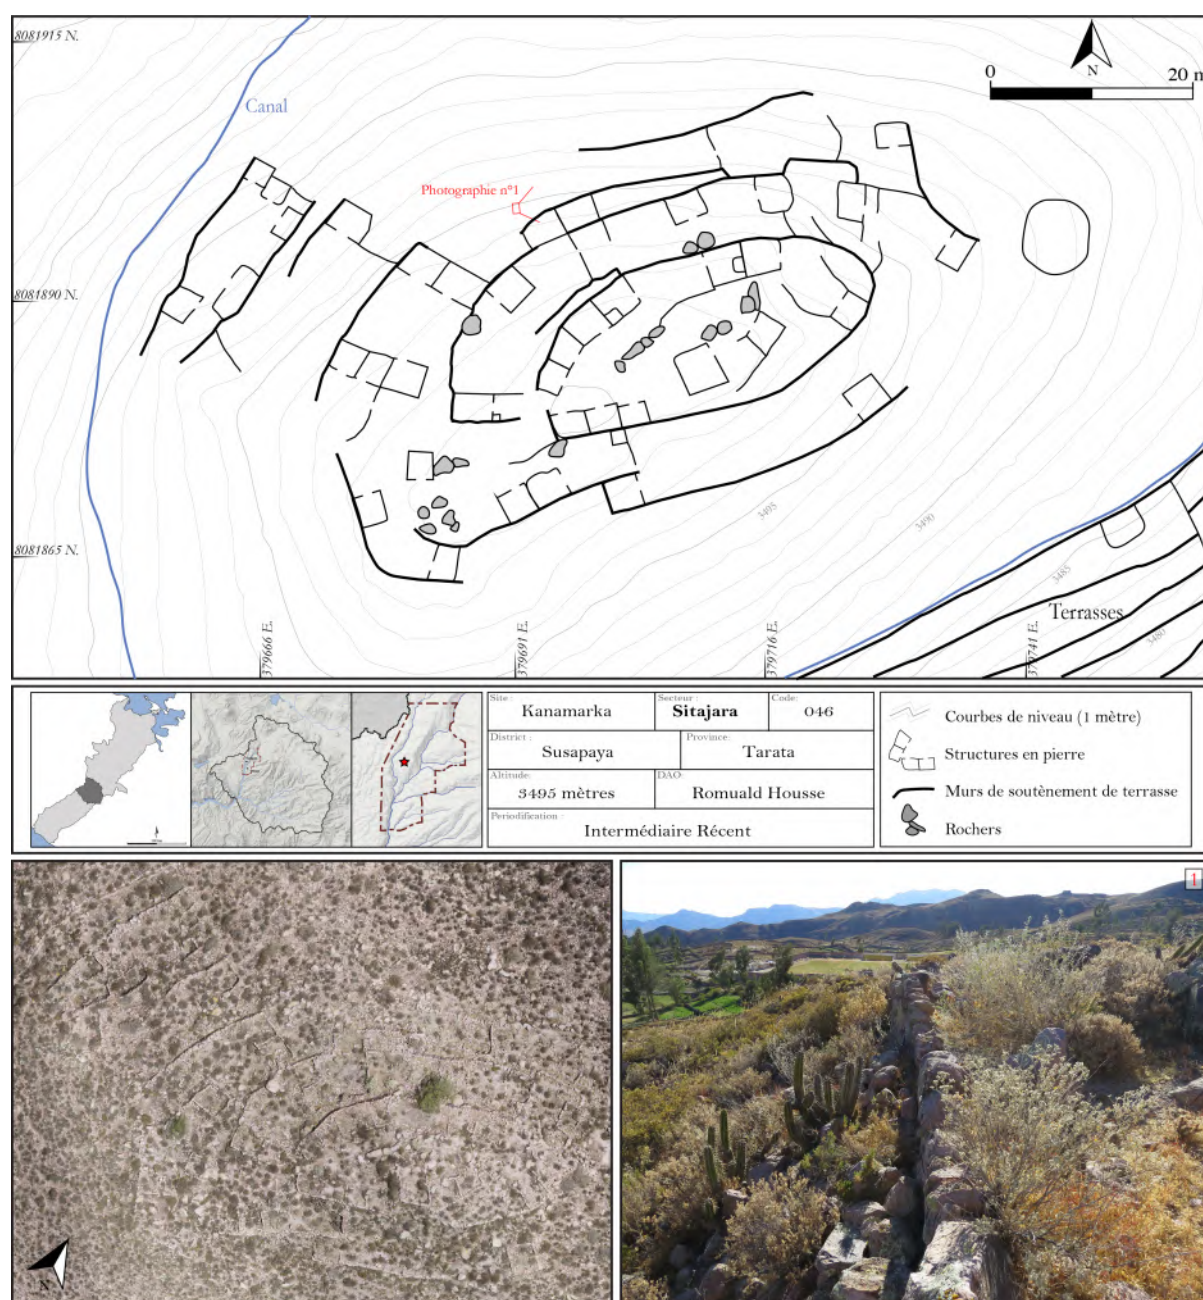 8081915 N.
N
0 20 m
Canal
Photographie n°1
8081890 N.
3495
3490
8081865 N.
3485
Terrasses
3480
379666 E.
379691 E.
379716 E.
379741 E.
Site :
Kanamarka
Secteur :
Sitajara
Code:
046
District :
Susapaya
Province:
Tarata
Altitude:
3495 mètres
DAO:
Romuald Housse
Periodification :
Intermédiaire Récent
Courbes de niveau (1 mètre)
Structures en pierre
Murs de soutènement de terrasse
Rochers
1
N